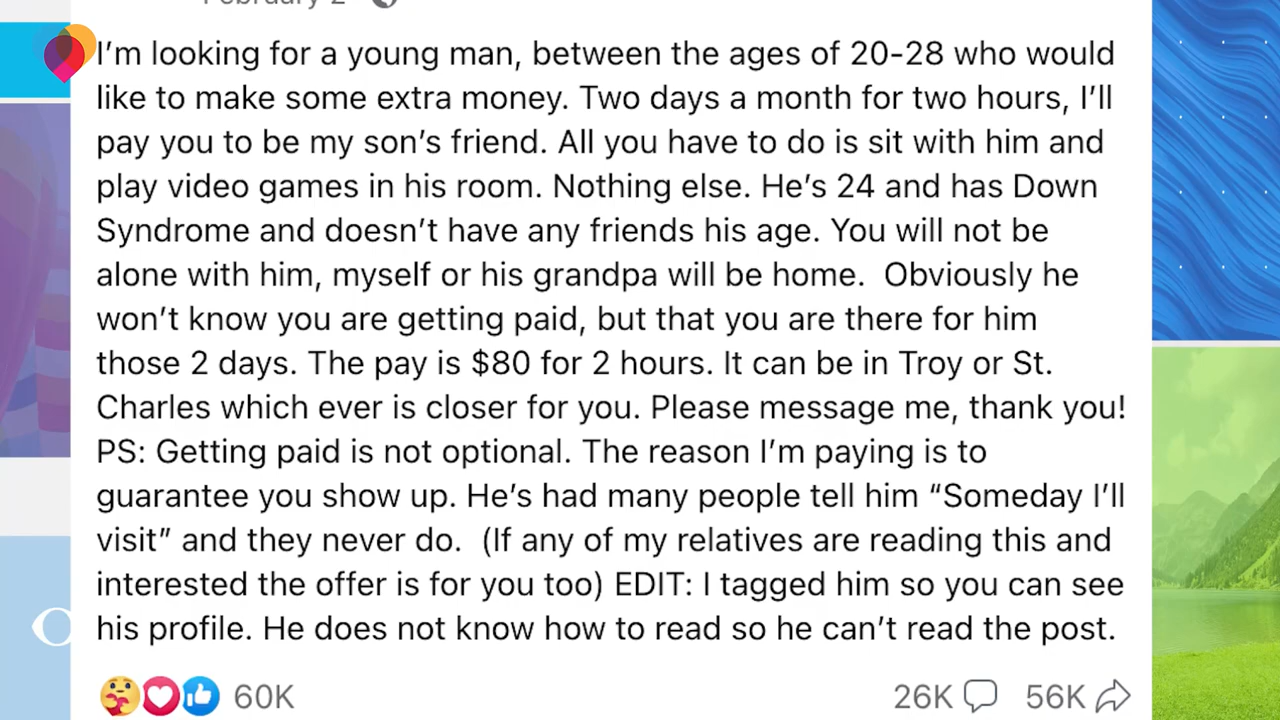 February 2
I’m looking for a young man, between the ages of 20-28 who would
like to make some extra money. Two days a month for two hours, I’ll
pay you to be my son’s friend. All you have to do is sit with him and
play video games in his room. Nothing else. He’s 24 and has Down
Syndrome and doesn’t have any friends his age. You will not be
alone with him, myself or his grandpa will be home.  Obviously he
won’t know you are getting paid, but that you are there for him
those 2 days. The pay is $80 for 2 hours. It can be in Troy or St.
Charles which ever is closer for you. Please message me, thank you!
PS: Getting paid is not optional. The reason I’m paying is to
guarantee you show up. He’s had many people tell him “Someday I’ll
visit” and they never do.  (If any of my relatives are reading this and
interested the offer is for you too) EDIT: I tagged him so you can see
his profile. He does not know how to read so he can’t read the post.
60K 26K 56K